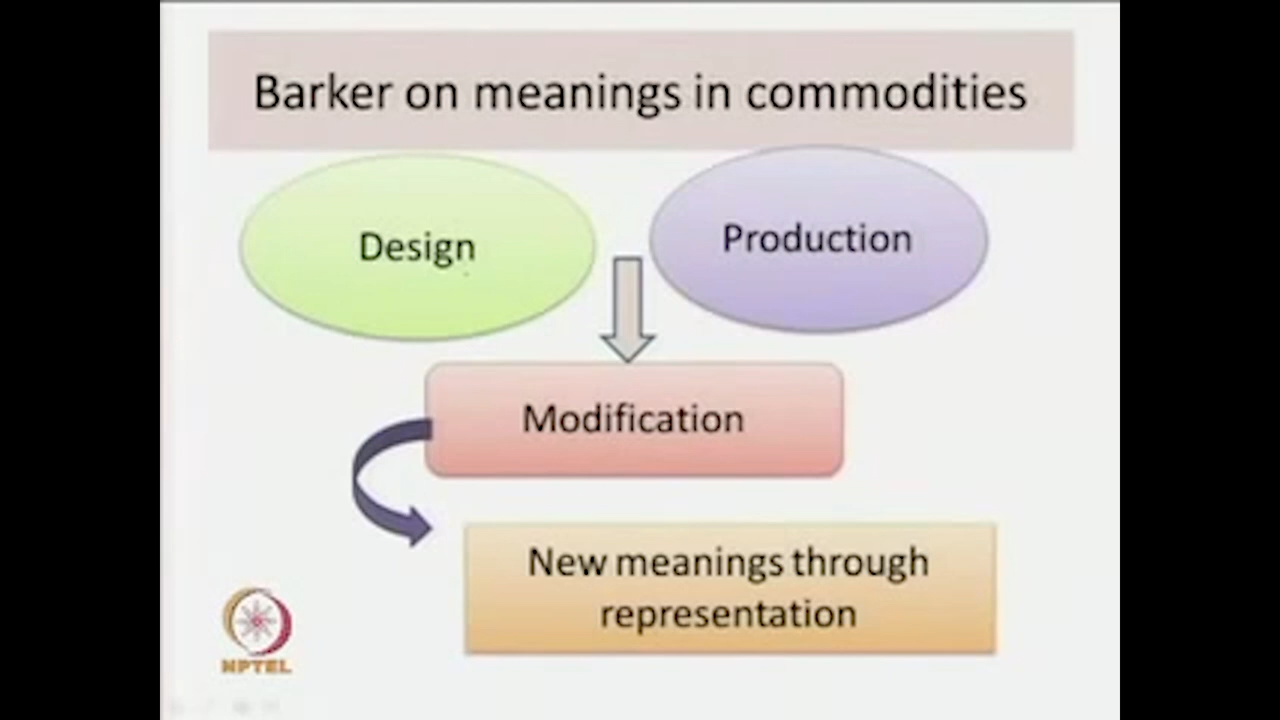 Barker on meanings in commodities
Design
Production
Modification
New meanings through
representation
NPTEL